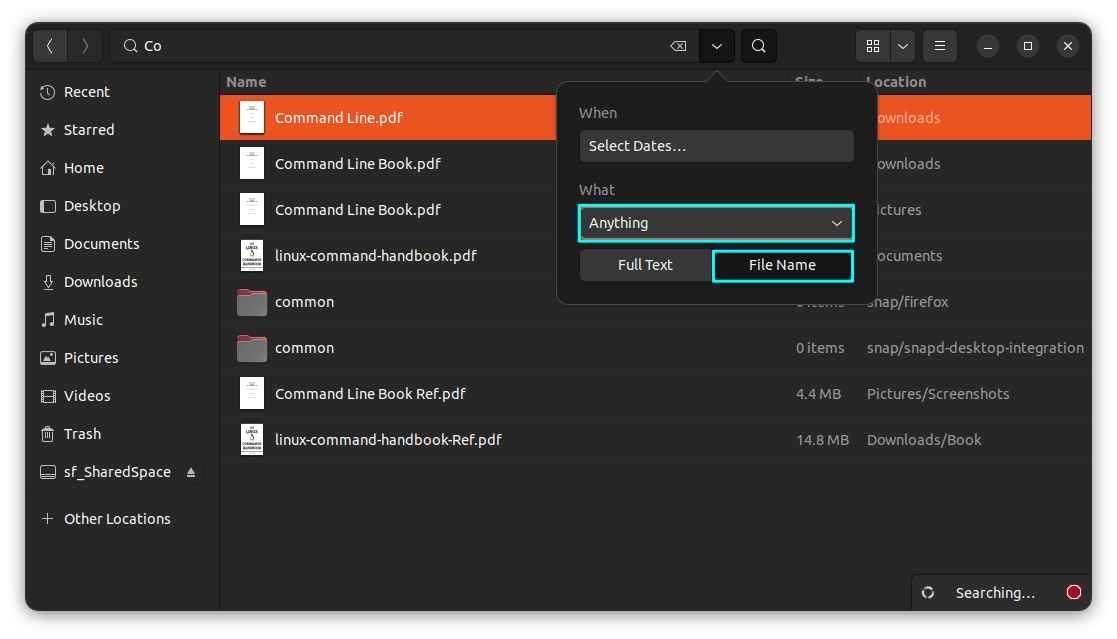 Co
Recent
Starred
Home
Desktop
Documents
Downloads
Music
Pictures
Videos
Trash
sf_SharedSpace
Other Locations
Name Size Location
Command Line.pdf ownloads
Command Line Book.pdf ownloads
Command Line Book.pdf ictures
linux-command-handbook.pdf ocuments
common 0 items snap/firefox
common 0 items snap/snapd-desktop-integration
Command Line Book Ref.pdf 4.4 MB Pictures/Screenshots
linux-command-handbook-Ref.pdf 14.8 MB Downloads/Book
When
Select Dates...
What
Anything
Full Text File Name
Searching...